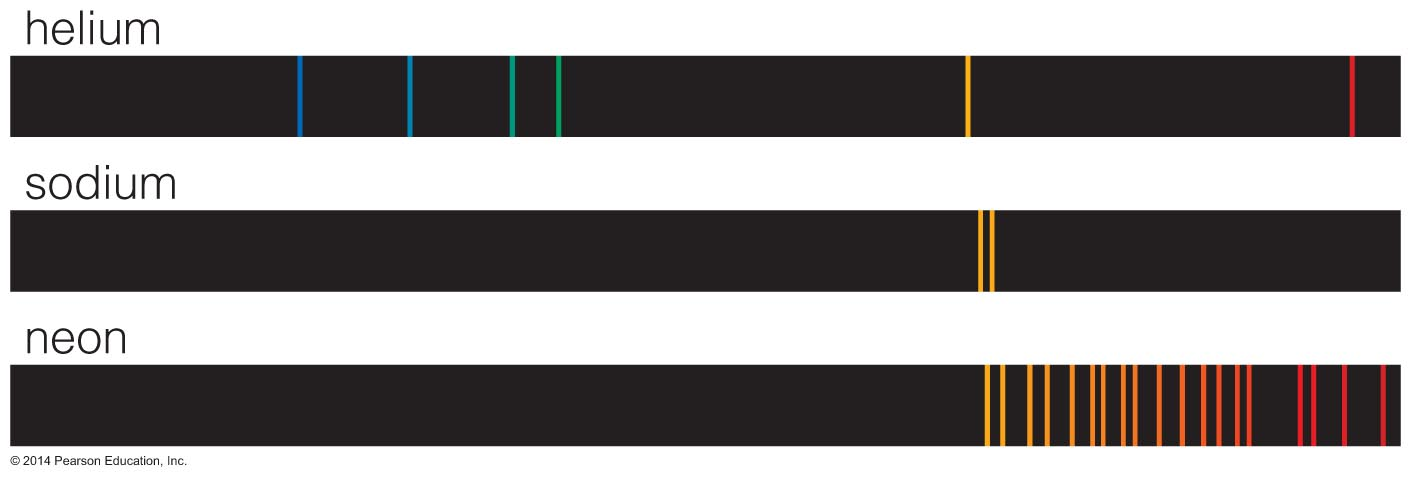 helium
sodium
neon
© 2014 Pearson Education, Inc.